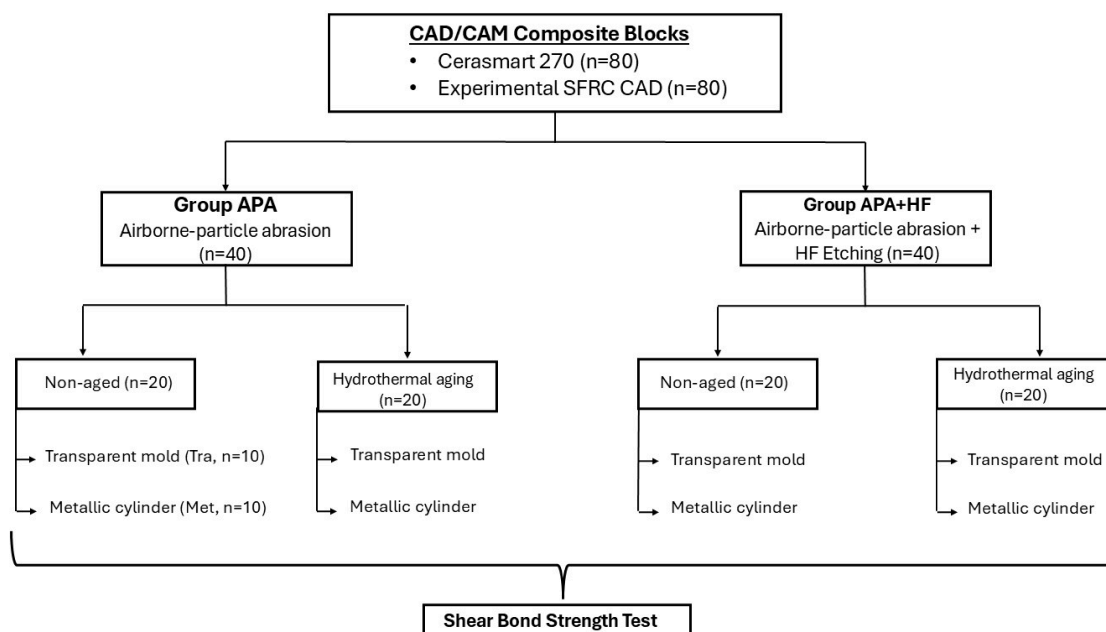 CAD/CAM Composite Blocks
• Cerasmart 270 (n=80)
• Experimental SFRC CAD (n=80)
Group APA
Airborne-particle abrasion
(n=40)
Group APA+HF
Airborne-particle abrasion +
HF Etching (n=40)
Non-aged (n=20)
Hydrothermal aging
(n=20)
Non-aged (n=20)
Hydrothermal aging
(n=20)
Transparent mold (Tra, n=10)
Metallic cylinder (Met, n=10)
Transparent mold
Metallic cylinder
Transparent mold
Metallic cylinder
Transparent mold
Metallic cylinder
Shear Bond Strength Test